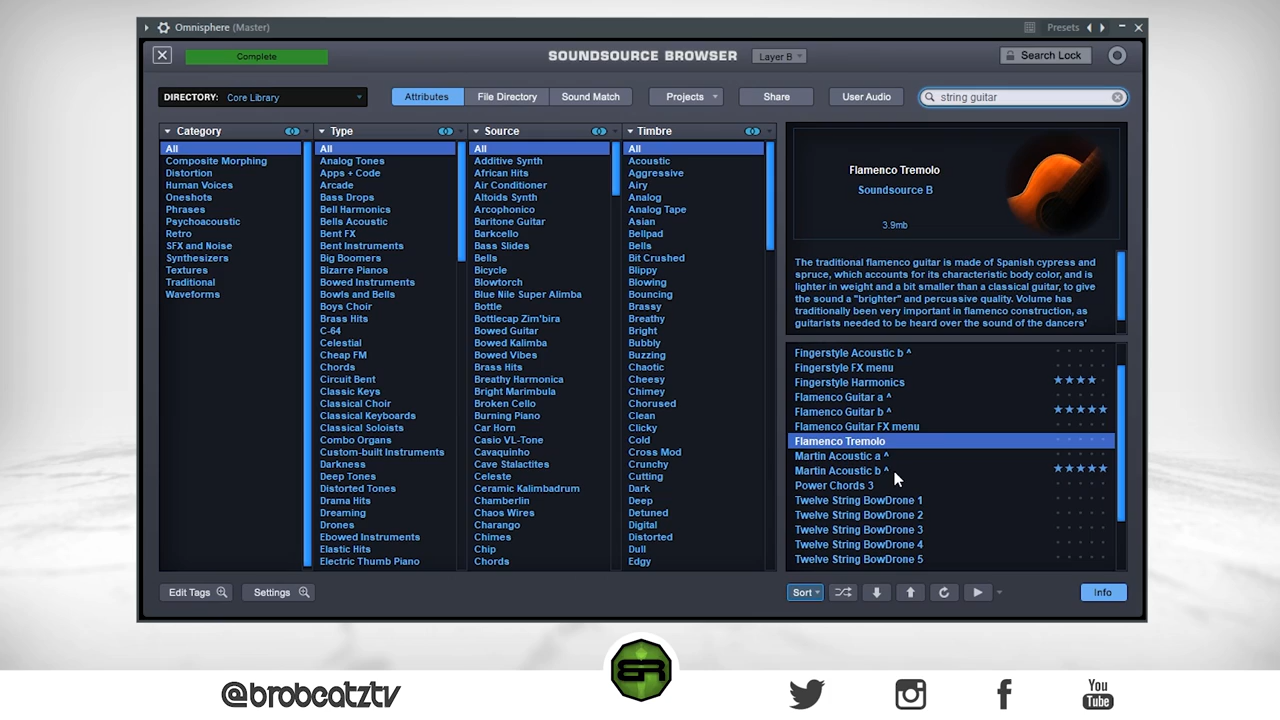 Omnisphere (Master)
Presets
Complete
SOUNDSOURCE BROWSER
Layer B
Search Lock
DIRECTORY: Core Library
Attributes
File Directory
Sound Match
Projects
Share
User Audio
string guitar
Category
All
Composite Morphing
Distortion
Human Voices
Oneshots
Phrases
Psychoacoustic
Retro
SFX and Noise
Synthesizers
Textures
Traditional
Waveforms
Type
All
Analog Tones
Apps + Code
Arcade
Bass Drops
Bell Harmonics
Bells Acoustic
Bent FX
Bent Instruments
Big Boomers
Bizarre Pianos
Bowed Instruments
Bowls and Bells
Boys Choir
Brass Hits
C-64
Celestial
Cheap FM
Chords
Circuit Bent
Classic Keys
Classical Choir
Classical Keyboards
Classical Soloists
Combo Organs
Custom-built Instruments
Darkness
Deep Tones
Distorted Tones
Drama Hits
Dreaming
Drones
Ebowed Instruments
Elastic Hits
Electric Thumb Piano
Source
All
Additive Synth
African Hits
Air Conditioner
Altoids Synth
Arcophonico
Baritone Guitar
Barkcello
Bass Slides
Bells
Bicycle
Blowtorch
Blue Nile Super Alimba
Bottle
Bottlecap Zim'bira
Bowed Guitar
Bowed Kalimba
Bowed Vibes
Brass Hits
Breathy Harmonica
Bright Marimbula
Broken Cello
Burning Piano
Car Horn
Casio VL-Tone
Cavaquinho
Cave Stalactites
Celeste
Ceramic Kalimbadrum
Chamberlin
Chaos Wires
Charango
Chimes
Chip
Chords
Timbre
All
Acoustic
Aggressive
Airy
Analog
Analog Tape
Asian
Bellpad
Bells
Bit Crushed
Blippy
Blowing
Bouncing
Brassy
Breathy
Bright
Bubbly
Buzzing
Chaotic
Cheesy
Chimey
Chorused
Clean
Clicky
Cold
Cross Mod
Crunchy
Cutting
Dark
Deep
Detuned
Digital
Distorted
Dull
Edgy
Flamenco Tremolo
Soundsource B
3.9mb
The traditional flamenco guitar is made of Spanish cypress and
spruce, which accounts for its characteristic body color, and is
lighter in weight and a bit smaller than a classical guitar, to give
the sound a "brighter" and percussive quality. Volume has
traditionally been very important in flamenco construction, as
guitarists needed to be heard over the sound of the dancers'
Fingerstyle Acoustic b ^
Fingerstyle FX menu
Fingerstyle Harmonics
Flamenco Guitar a ^
Flamenco Guitar b ^
Flamenco Guitar FX menu
Flamenco Tremolo
Martin Acoustic a ^
Martin Acoustic b ^
Power Chords 3
Twelve String BowDrone 1
Twelve String BowDrone 2
Twelve String BowDrone 3
Twelve String BowDrone 4
Twelve String BowDrone 5
Edit Tags
Settings
Sort
Info
@brobeatztv
BR
You
Tube